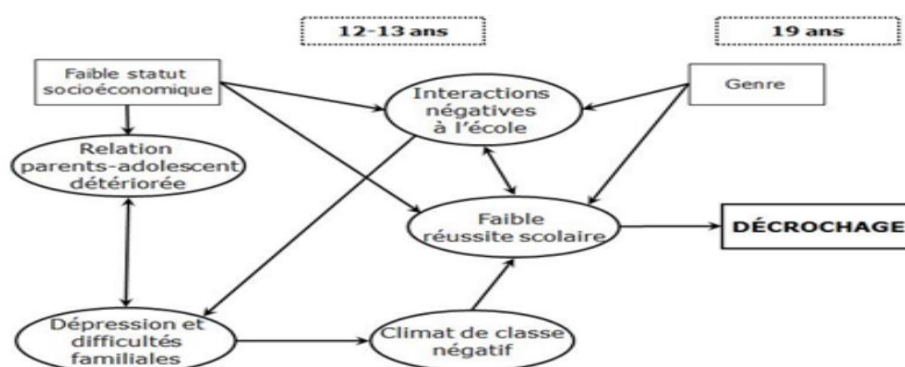 12-13 ans
19 ans
Faible statut
socioéconomique
Interactions
négatives
à l'école
Genre
Relation
parents-adolescent
détériorée
Faible
réussite scolaire
DÉCROCHAGE
Dépression et
difficultés
familiales
Climat de classe
négatif